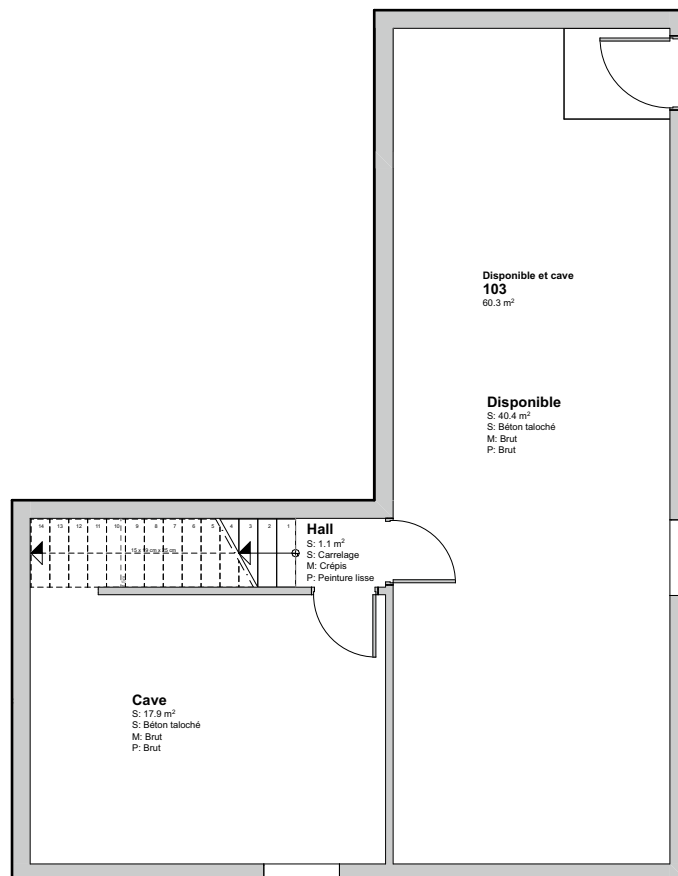 Disponible et cave
103
60.3 m²
Disponible
S: 40.4 m²
S: Béton taloché
M: Brut
P: Brut
14 13 12 11 10 9 8 7 6 5 4 3 2 1
Hall
S: 1.1 m²
S: Carrelage
M: Crépis
P: Peinture lisse
Cave
S: 17.9 m²
S: Béton taloché
M: Brut
P: Brut